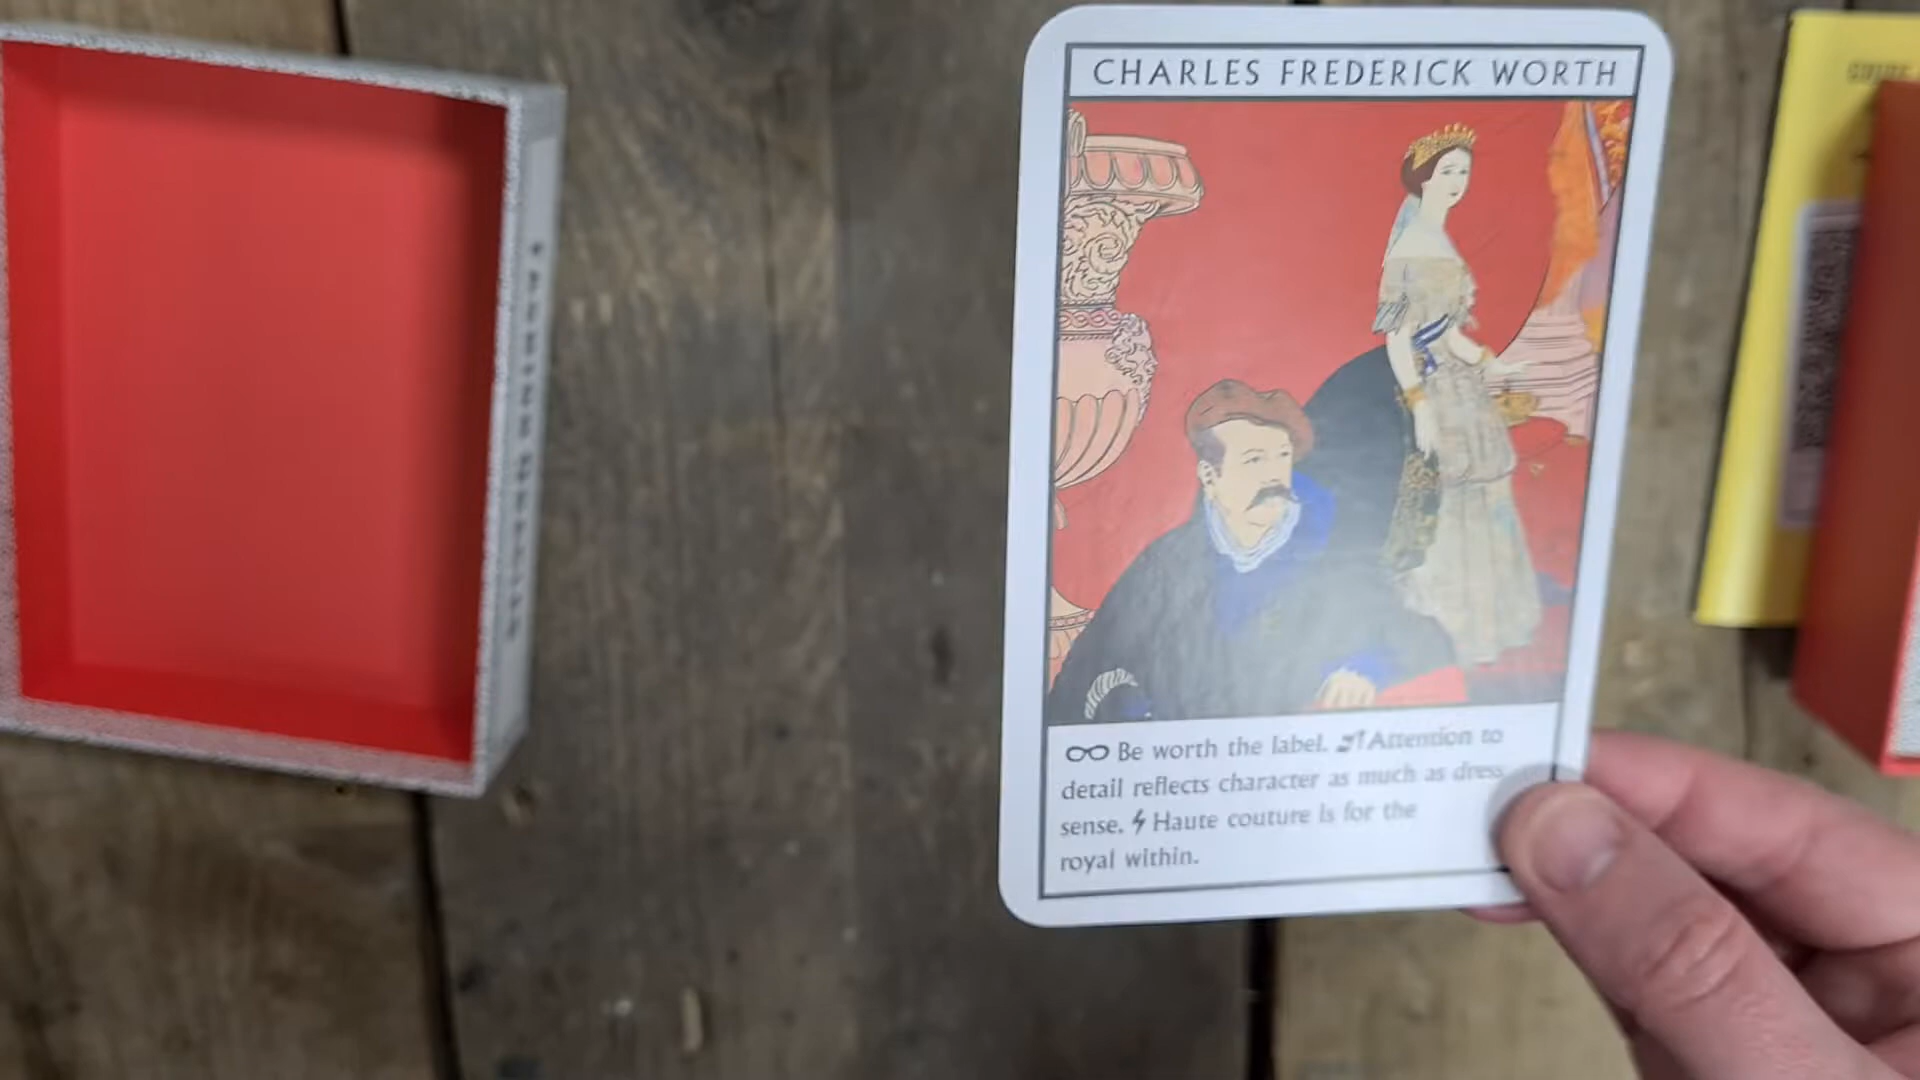 CHARLES FREDERICK WORTH
Be worth the label. Attention to
detail reflects character as much as dress
sense. Haute couture is for the
royal within.